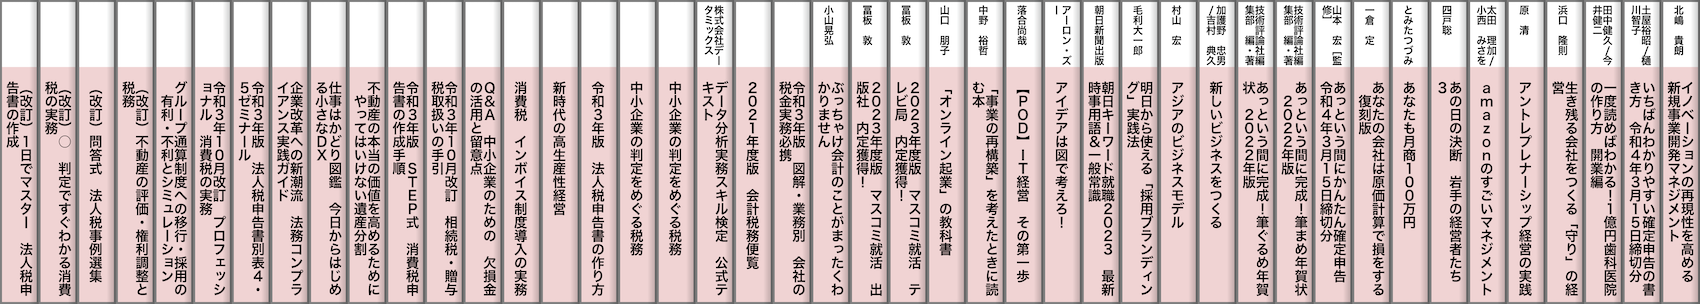 北嶋　貴朗
イノベーションの再現性を高める
新規事業開発マネジメント
土屋裕昭/樋
川智子
いちばんわかりやすい確定申告の書
き方　令和4年3月15日締切分
田中健久/今
井健二
一度読めばわかる！1億円歯科医院
の作り方　開業編
浜口　隆則
生き残る会社をつくる「守り」の経
営
原　清
アントレプレナーシップ経営の実践
太田　理加/
小西　みさを
amazonのすごいマネジメント
四戸聡
あの日の決断　岩手の経営者たち
3
とみたつづみ
あなたも月商100万円
一倉　定
あなたの会社は原価計算で損をする
復刻版
山本　宏［監
修］
あっという間にかんたん確定申告
令和4年3月15日締切分
技術評論社編
集部　編・著
あっという間に完成！筆まめ年賀状
2022年版
技術評論社編
集部　編・著
あっという間に完成！筆ぐるめ年賀
状　2022年版
加護野　忠男
/吉村　典久
新しいビジネスをつくる
村山　宏
アジアのビジネスモデル
毛利大一郎
明日から使える「採用ブランディン
グ」実践法
朝日新聞出版
朝日キーワード就職2023　最新
時事用語&一般常識
アーロン・ズ
ー
アイデアは図で考えろ！
落合尚哉
【POD】IT経営　その第一歩
中野　裕哲
「事業の再構築」を考えたときに読
む本
山口　朋子
「オンライン起業」の教科書
冨板　敦
2023年度版　マスコミ就活　テ
レビ局　内定獲得！
冨板　敦
2023年度版　マスコミ就活　出
版社　内定獲得！
小山晃弘
ぶっちゃけ会計のことがまったくわ
かりません
令和3年版　図解・業務別　会社の
税金実務必携
2021年度版　会計税務便覧
株式会社デー
タミックス
データ分析実務スキル検定　公式テ
キスト
中小企業の判定をめぐる税務
中小企業の判定をめぐる税務
令和3年版　法人税申告書の作り方
新時代の高生産性経営
消費税　インボイス制度導入の実務
Q&A　中小企業のための　欠損金
の活用と留意点
令和3年10月改訂　相続税・贈与
税取扱いの手引
令和3年版　STEP式　消費税申
告書の作成手順
不動産の本当の価値を高めるために
やってはいけない遺産分割
仕事はかどり図鑑　今日からはじめ
る小さなDX
企業改革への新潮流　法務コンプラ
イアンス実践ガイド
令和3年版　法人税申告書別表4・
5ゼミナール
令和3年10月改訂　プロフェッシ
ョナル　消費税の実務
グループ通算制度への移行・採用の
有利・不利とシミュレーション
（改訂）不動産の評価・権利調整と
税務
（改訂）問答式　法人税事例選集
（改訂）◯　判定ですぐわかる消費
税の実務
（改訂）1日でマスター　法人税申
告書の作成